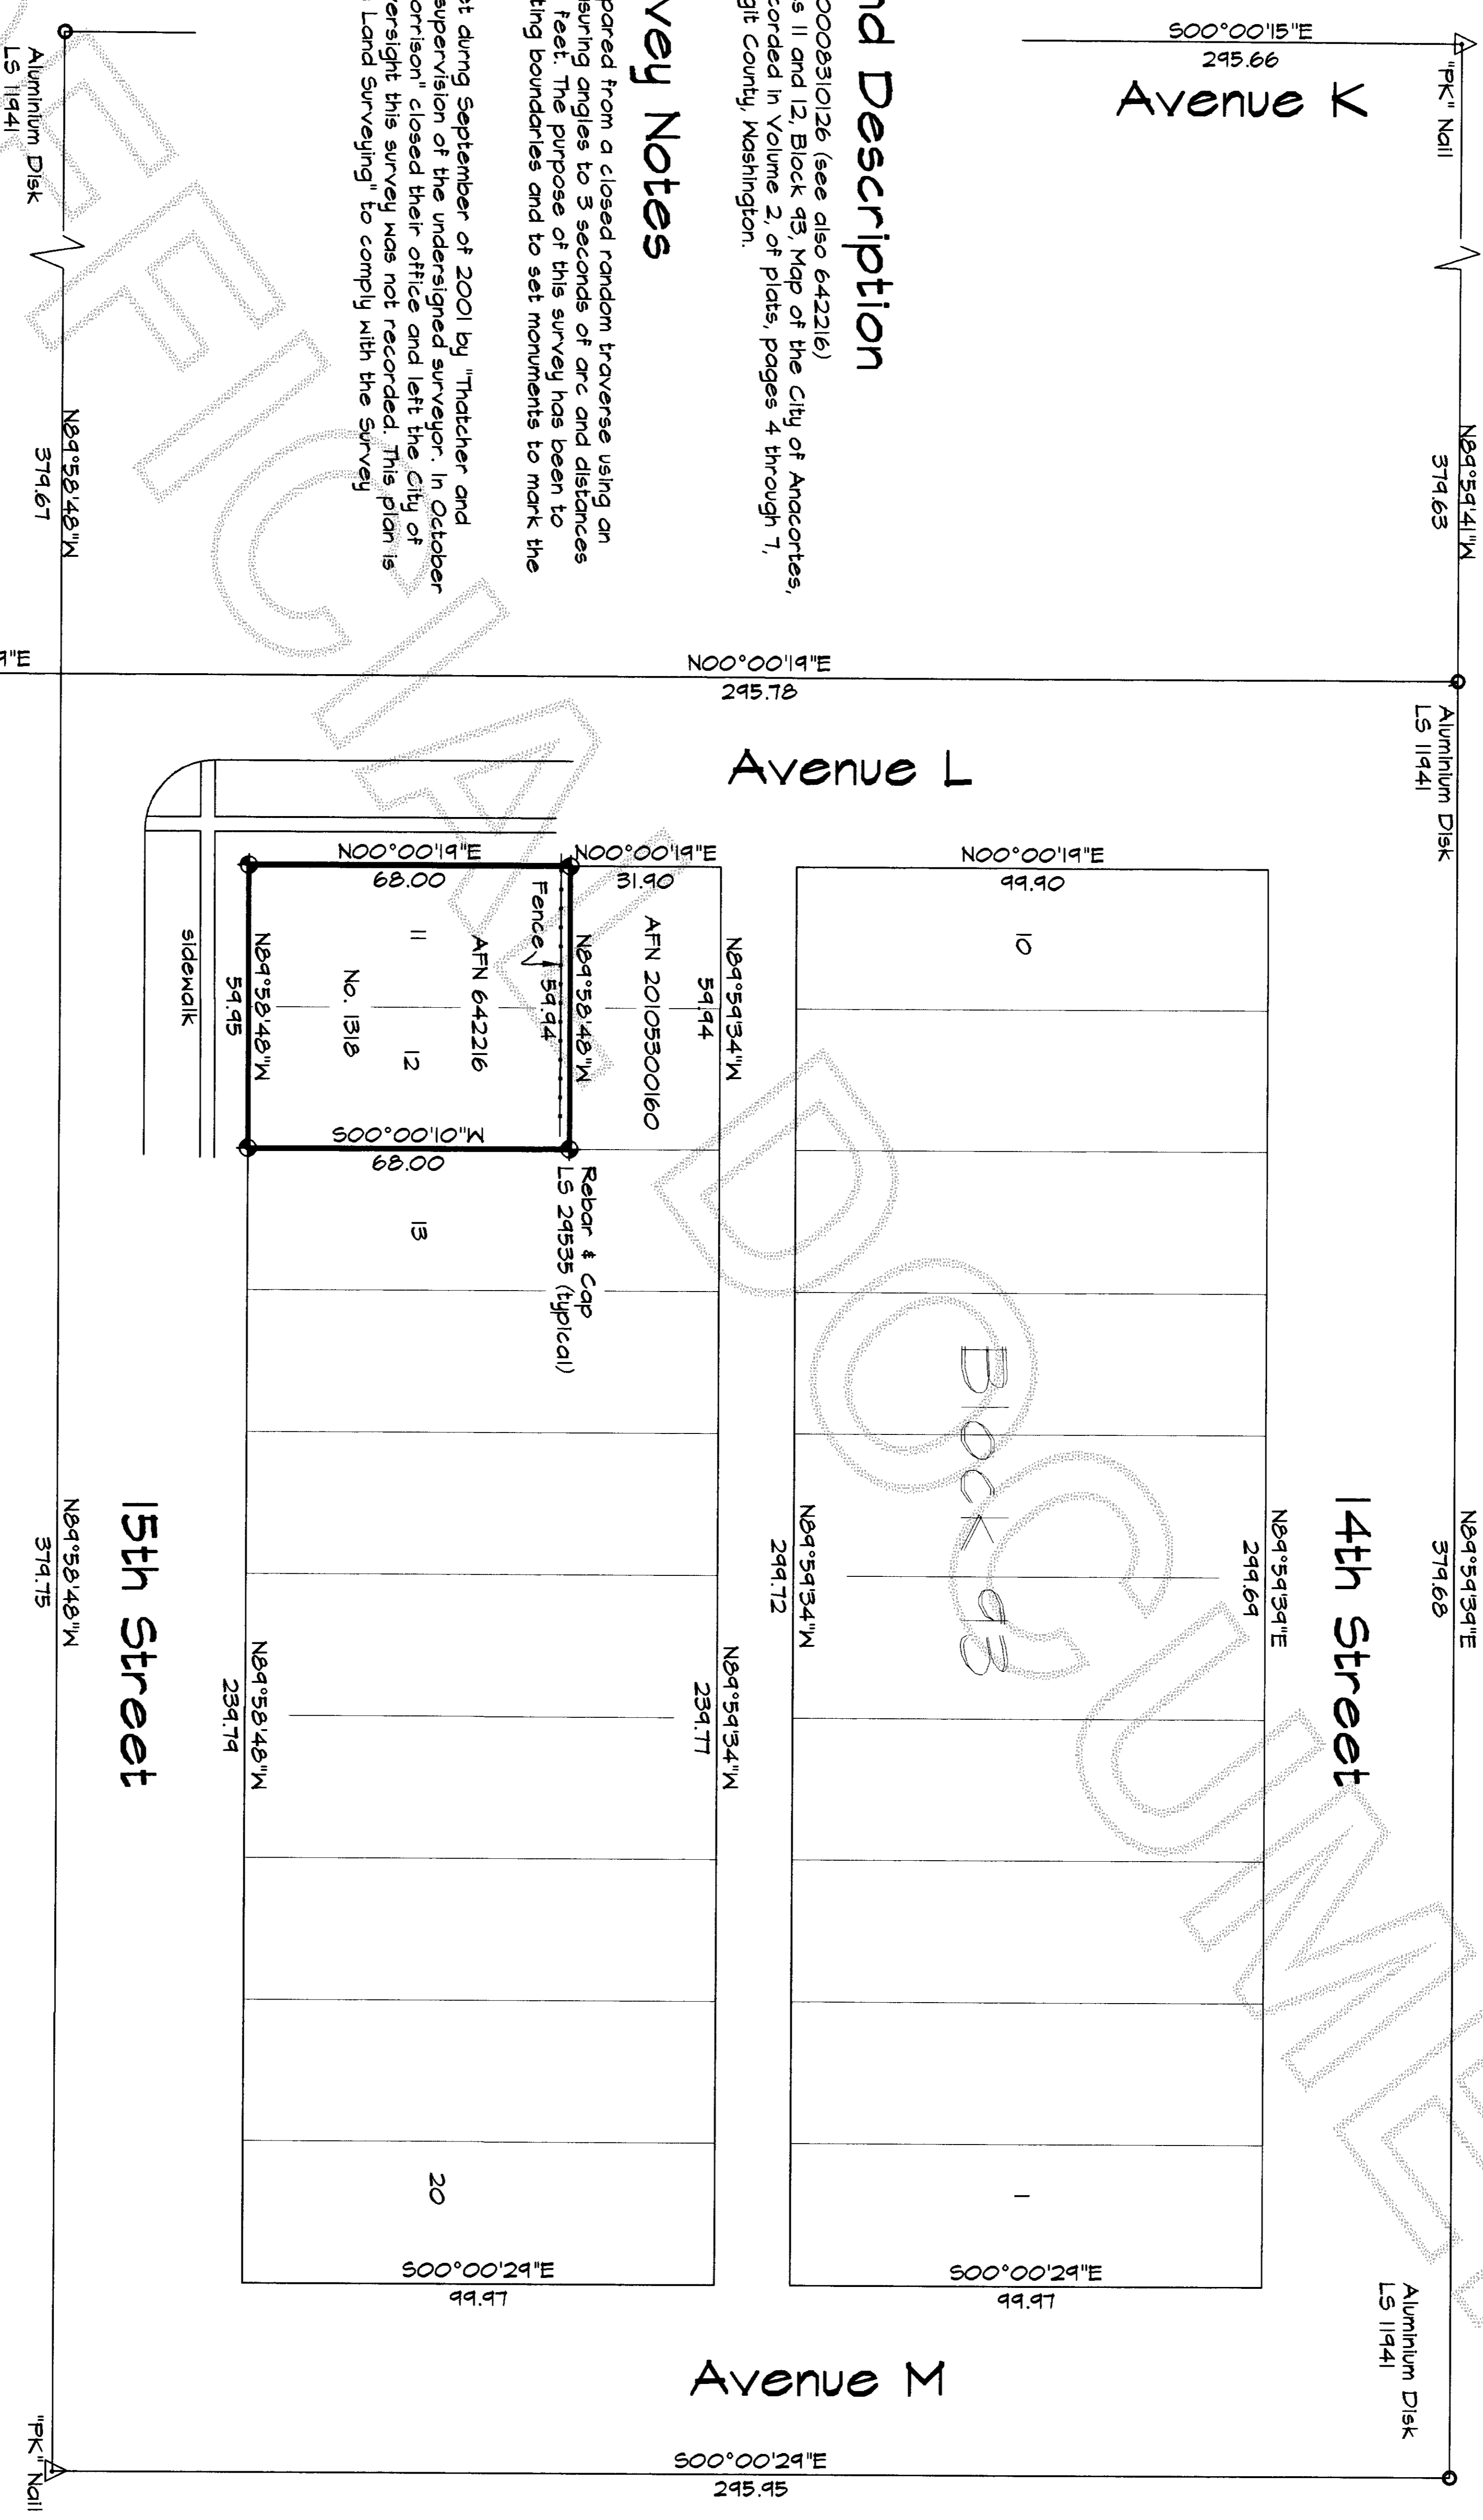 "PK" Nail
N89°59'41"W
379.63
Aluminium Disk
LS 11941
N89°59'39"E
379.68
Aluminium Disk
LS 11941
S00°00'15"E
295.66
Avenue K
14th Street
N89°59'39"E
299.69
N00°00'19"E
99.90
10
Block 93
1
S00°00'29"E
99.97
N89°59'34"W
299.72
nd Description
00008310126 (see also 642216)
s 11 and 12, Block 93, Map of the City of Anacortes,
corded in Volume 2, of plats, pages 4 through 7,
git County, Washington.
N00°00'19"E
295.78
Avenue L
Avenue M
S00°00'29"E
295.95
N89°59'34"W
59.94
N89°59'34"W
239.77
N00°00'19"E
31.90
AFN 20105300160
vey Notes
pared from a closed random traverse using an
suring angles to 3 seconds of arc and distances
feet. The purpose of this survey has been to
ting boundaries and to set monuments to mark the
N89°58'48"W
59.94
Fence
Rebar & Cap
LS 29535 (typical)
N00°00'19"E
68.00
AFN 642216
11
12
No. 1318
S00°00'10"W
68.00
13
20
S00°00'29"E
99.97
st durng September of 2001 by "Thatcher and
supervision of the undersigned surveyor. In October
orrison" closed their office and left the City of
versight this survey was not recorded. This plan is
Land Surveying" to comply with the Survey
N89°58'48"W
59.95
N89°58'48"W
239.79
sidewalk
15th Street
N89°58'48"W
379.67
N89°58'48"W
379.75
Aluminium Disk
LS 11941
9"E
"PK" Nail
FFICIAL DOCUME